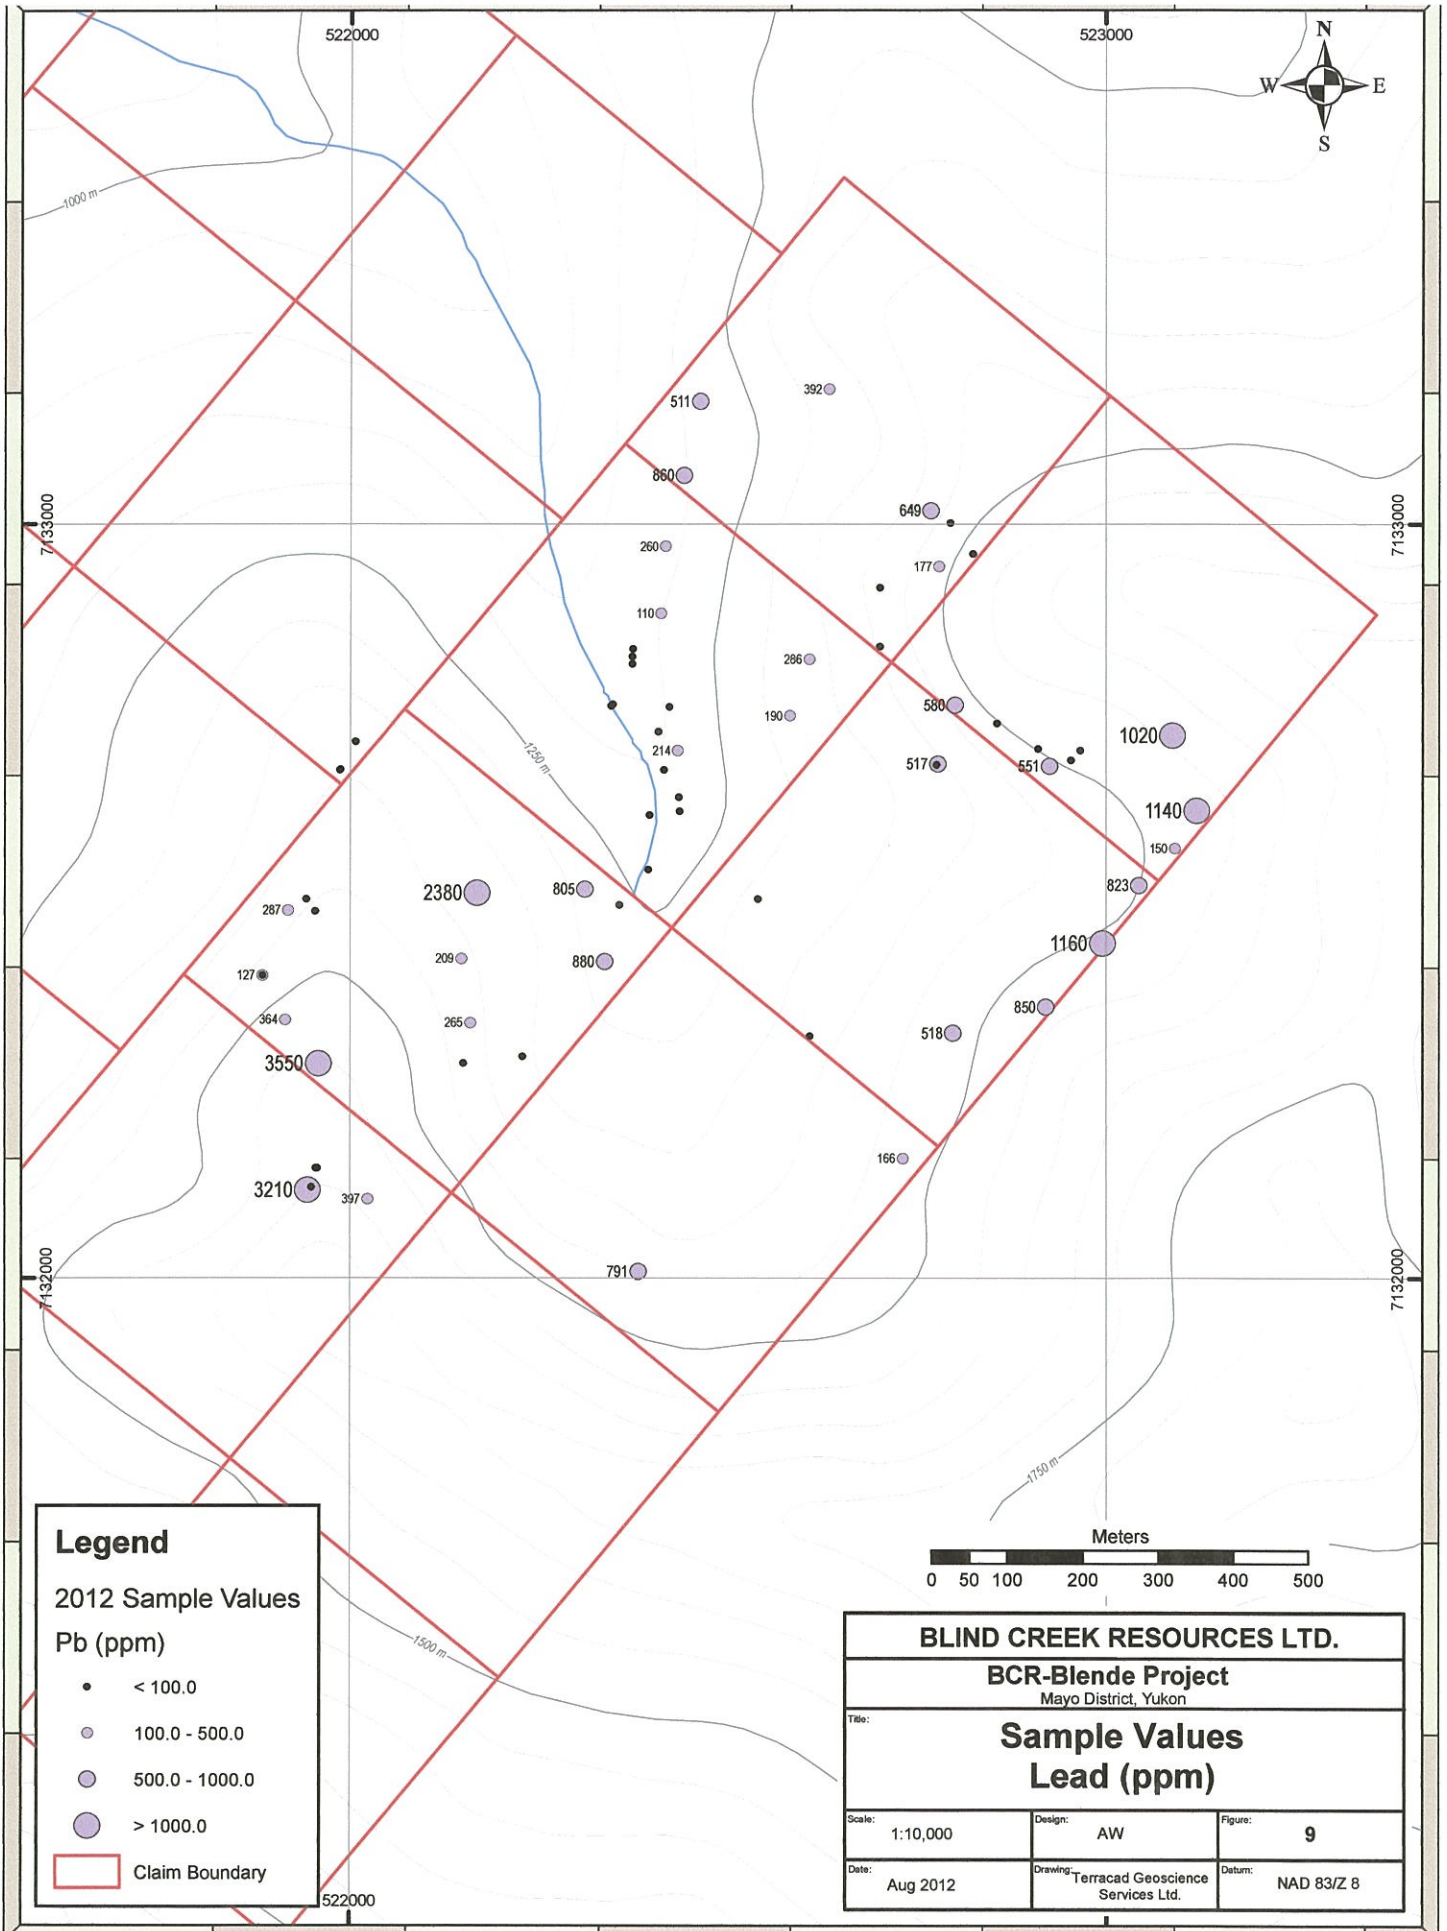 522000
523000
N
W
E
S
1000 m
392
511
860
7133000
649
7133000
260
177
110
286
580
190
1020
1250 m
214
517
551
1140
150
2380
805
823
287
1160
209
880
127
850
364
265
518
3550
166
3210
397
791
7132000
7132000
1750 m
1500 m
Legend
2012 Sample Values
Pb (ppm)
< 100.0
100.0 - 500.0
500.0 - 1000.0
> 1000.0
Claim Boundary
522000
Meters
0 50 100 200 300 400 500
BLIND CREEK RESOURCES LTD.
BCR-Blende Project
Mayo District, Yukon
Title:
Sample Values
Lead (ppm)
Scale:
1:10,000
Design:
AW
Figure:
9
Date:
Aug 2012
Drawing:
Terracad Geoscience
Services Ltd.
Datum:
NAD 83/Z 8